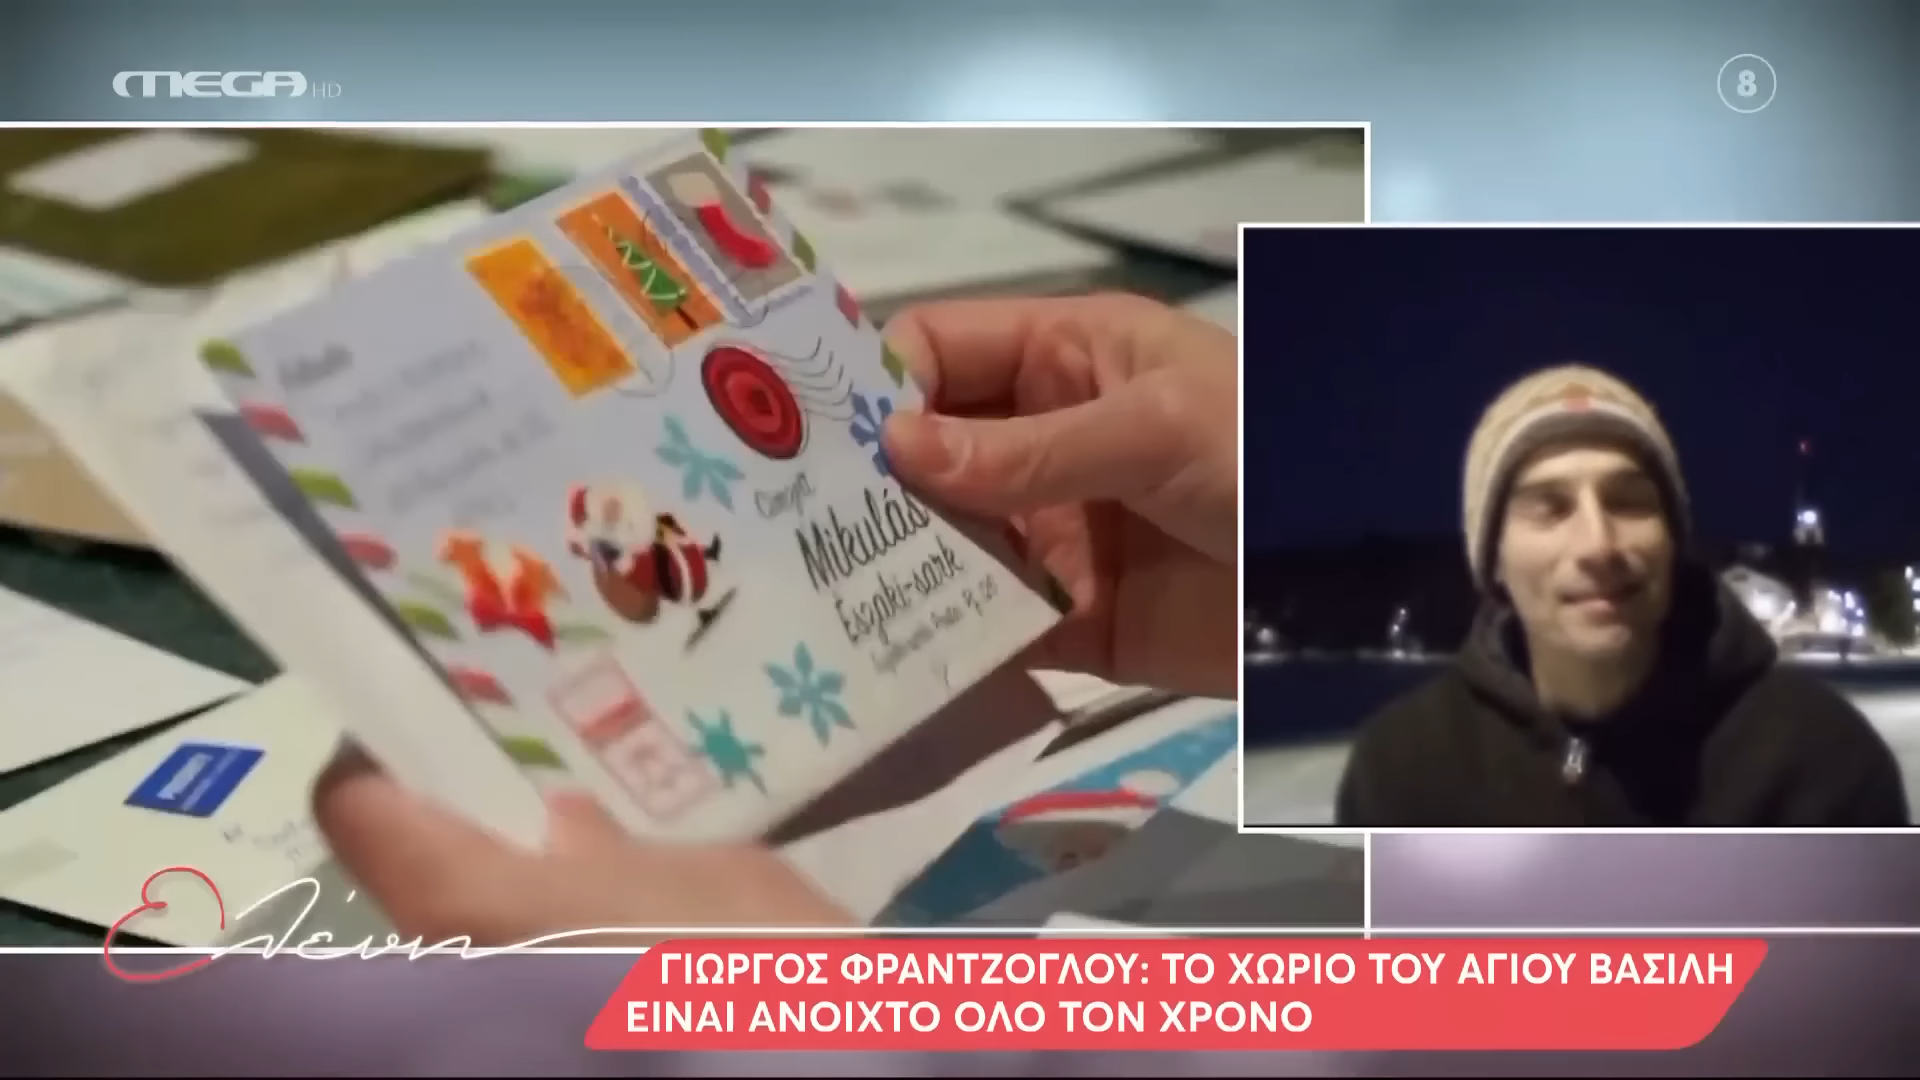 MEGA HD
8
Mikulás
Északi-sark
Ελένη
ΓΙΩΡΓΟΣ ΦΡΑΝΤΖΟΓΛΟΥ: ΤΟ ΧΩΡΙΟ ΤΟΥ ΑΓΙΟΥ ΒΑΣΙΛΗ
ΕΙΝΑΙ ΑΝΟΙΧΤΟ ΟΛΟ ΤΟΝ ΧΡΟΝΟ